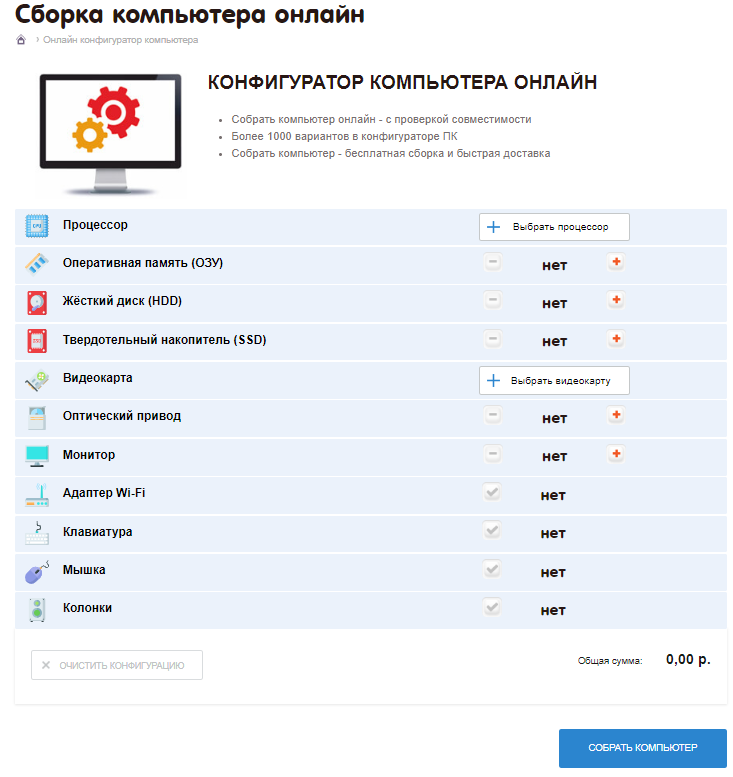 Сборка компьютера онлайн
› Онлайн конфигуратор компьютера
КОНФИГУРАТОР КОМПЬЮТЕРА ОНЛАЙН
• Собрать компьютер онлайн - с проверкой совместимости
• Более 1000 вариантов в конфигураторе ПК
• Собрать компьютер - бесплатная сборка и быстрая доставка
CPU Процессор + Выбрать процессор
Оперативная память (ОЗУ) − нет +
Жёсткий диск (HDD) − нет +
SSD Твердотельный накопитель (SSD) − нет +
Видеокарта + Выбрать видеокарту
Оптический привод − нет +
Монитор − нет +
Адаптер Wi-Fi нет
Клавиатура нет
Мышка нет
Колонки нет
✕ ОЧИСТИТЬ КОНФИГУРАЦИЮ Общая сумма: 0,00 р.
СОБРАТЬ КОМПЬЮТЕР